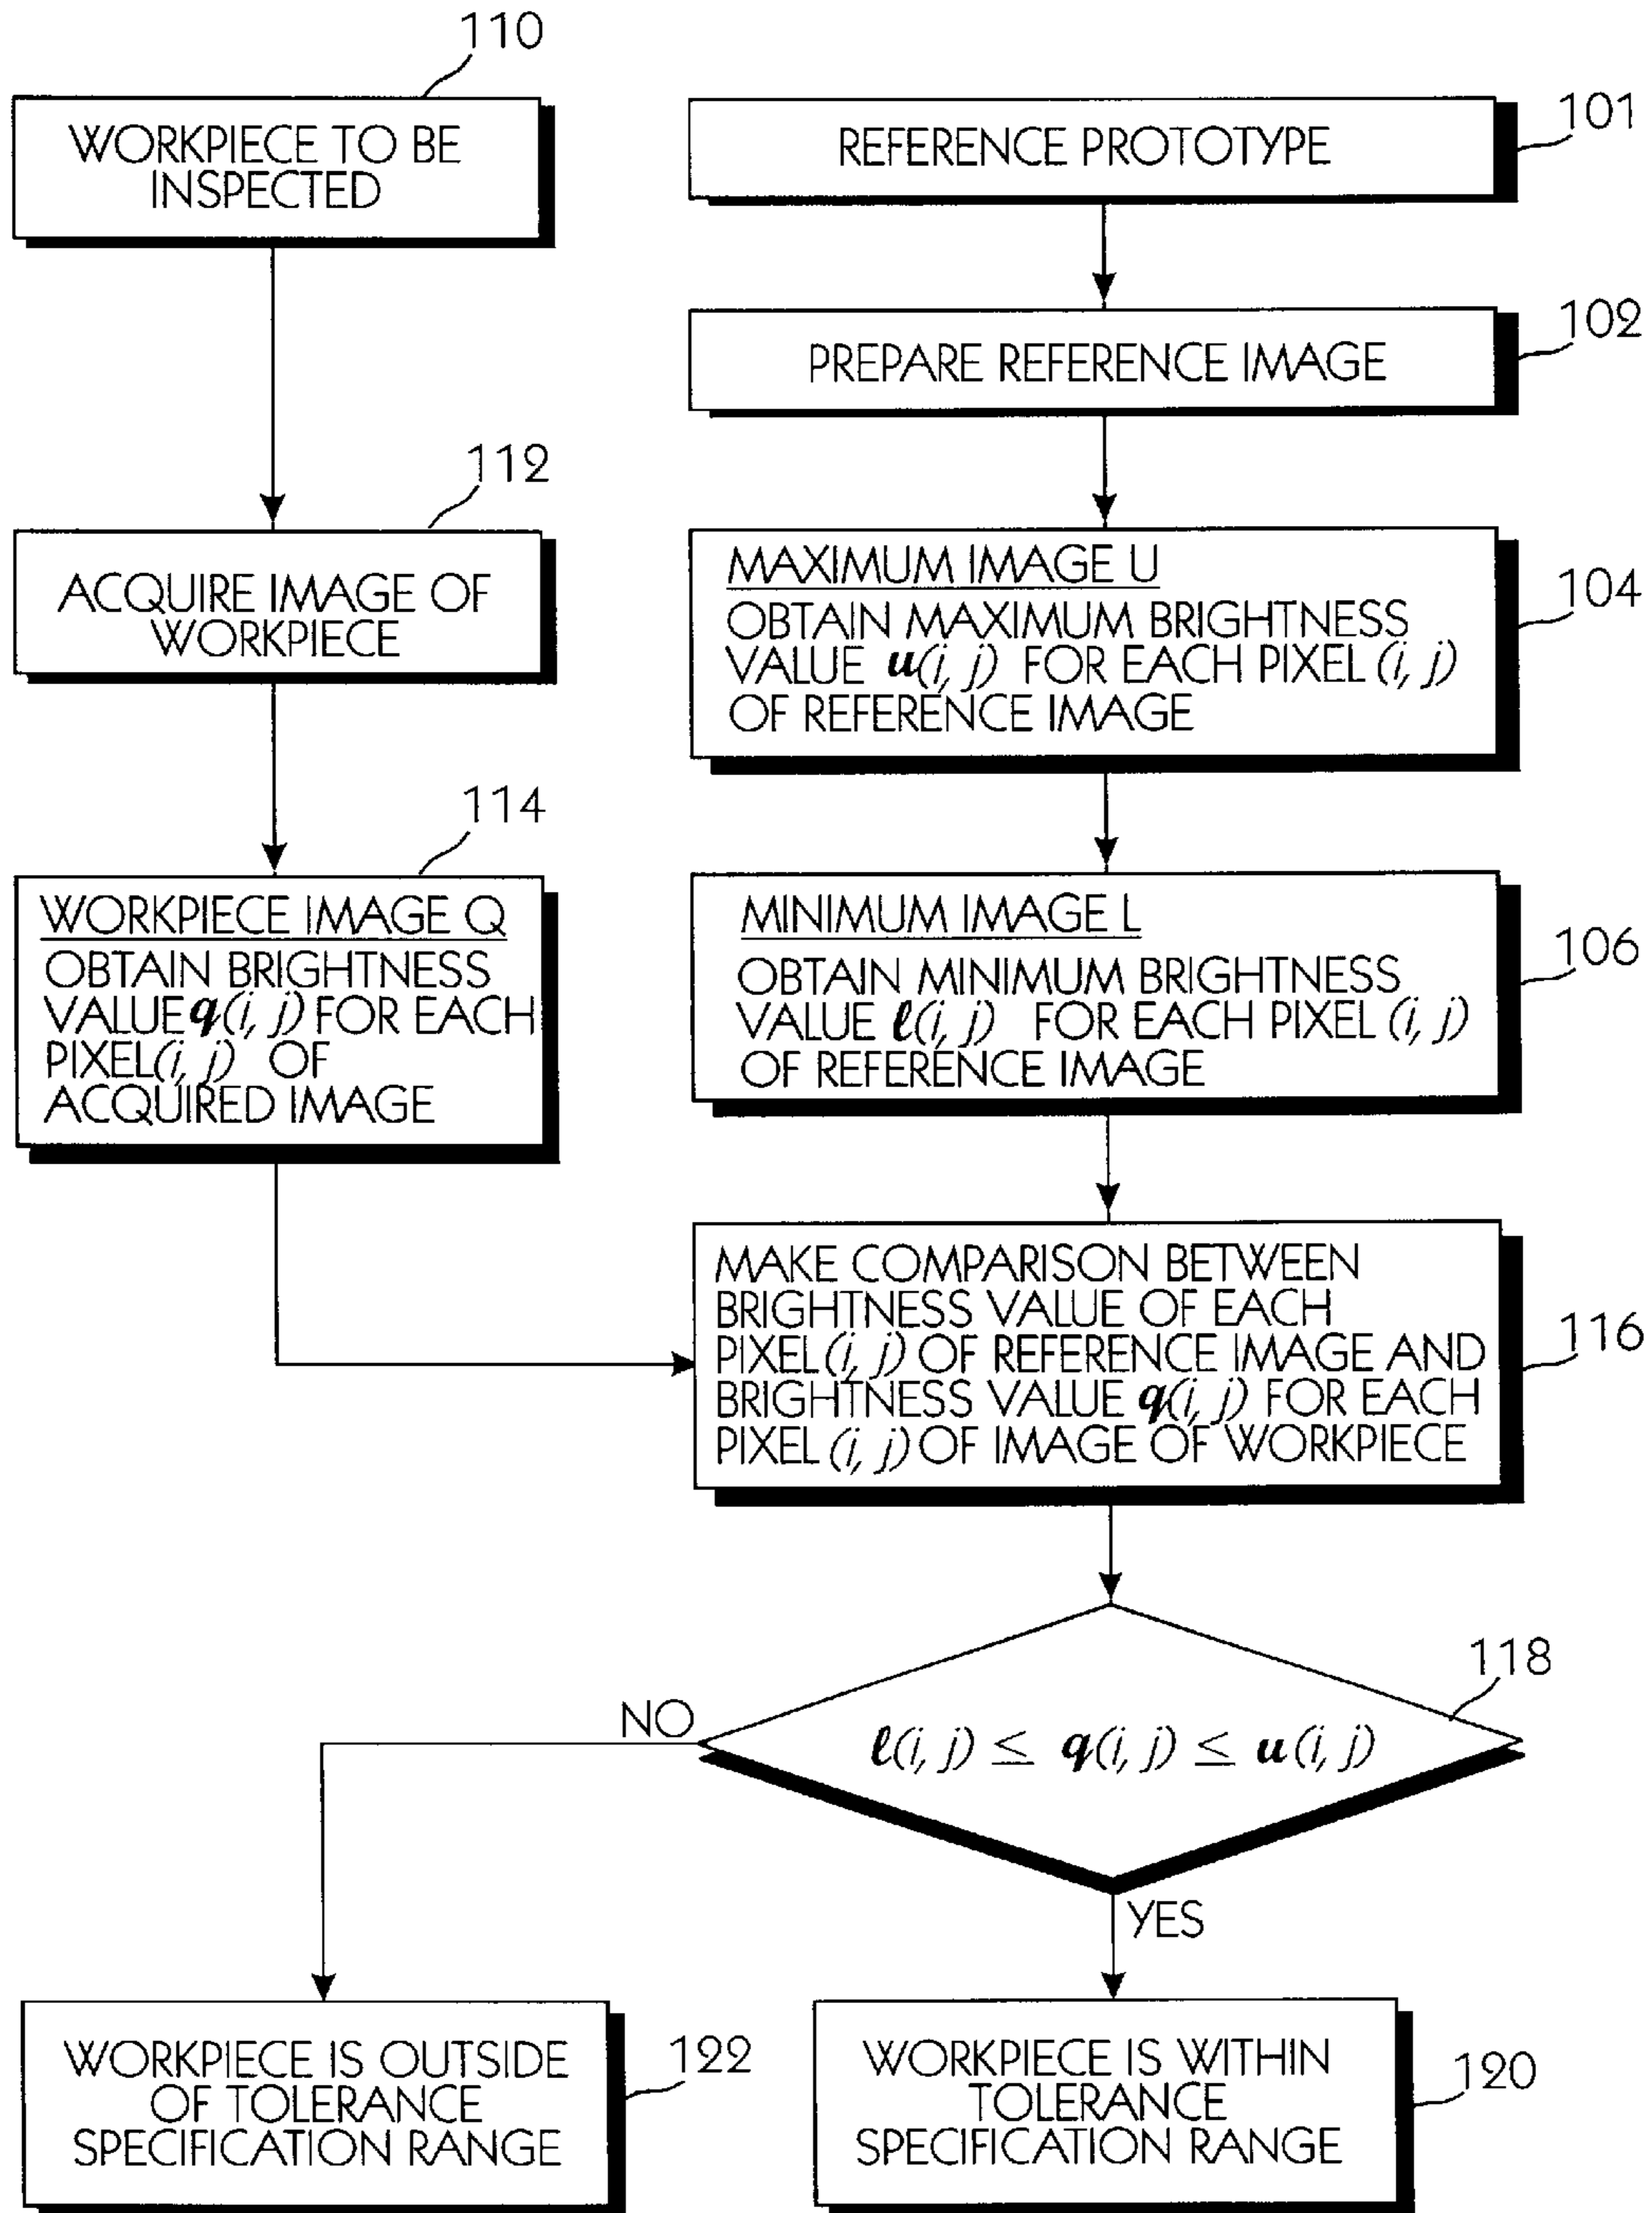 110
WORKPIECE TO BE
INSPECTED
101
REFERENCE PROTOTYPE
102
PREPARE REFERENCE IMAGE
112
ACQUIRE IMAGE OF
WORKPIECE
104
MAXIMUM IMAGE U
OBTAIN MAXIMUM BRIGHTNESS
VALUE u(i, j) FOR EACH PIXEL (i, j)
OF REFERENCE IMAGE
114
WORKPIECE IMAGE Q
OBTAIN BRIGHTNESS
VALUE q(i, j) FOR EACH
PIXEL(i, j) OF
ACQUIRED IMAGE
106
MINIMUM IMAGE L
OBTAIN MINIMUM BRIGHTNESS
VALUE ℓ(i, j) FOR EACH PIXEL (i, j)
OF REFERENCE IMAGE
116
MAKE COMPARISON BETWEEN
BRIGHTNESS VALUE OF EACH
PIXEL(i, j) OF REFERENCE IMAGE AND
BRIGHTNESS VALUE q(i, j) FOR EACH
PIXEL (i, j) OF IMAGE OF WORKPIECE
118
ℓ(i, j) ≤ q(i, j) ≤ u(i, j)
NO
YES
122
WORKPIECE IS OUTSIDE
OF TOLERANCE
SPECIFICATION RANGE
120
WORKPIECE IS WITHIN
TOLERANCE
SPECIFICATION RANGE